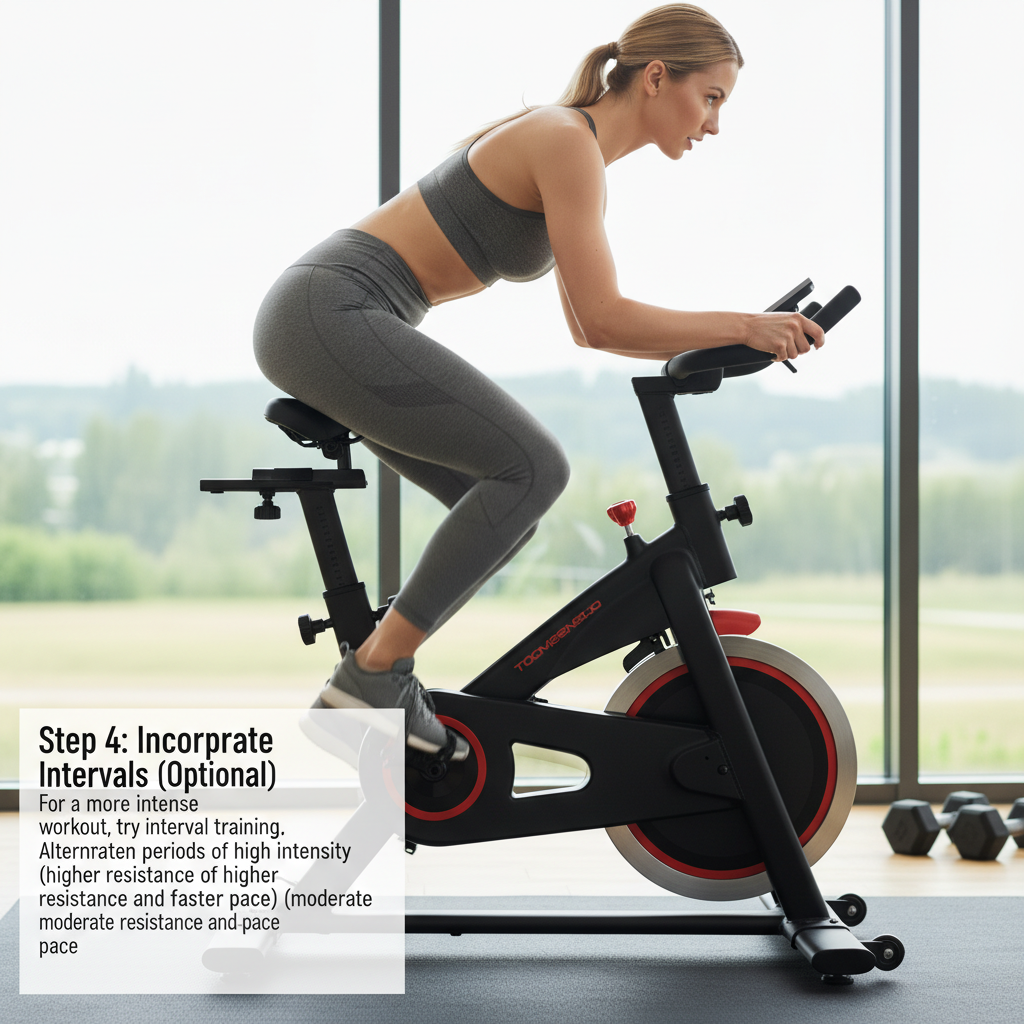 Step 4: Incorprate
Intervals (Optional)
For a more intense
workout, try interval training.
Alternraten periods of high intensity
(higher resistance of higher
resistance and faster pace) (moderate
moderate resistance and pace
pace